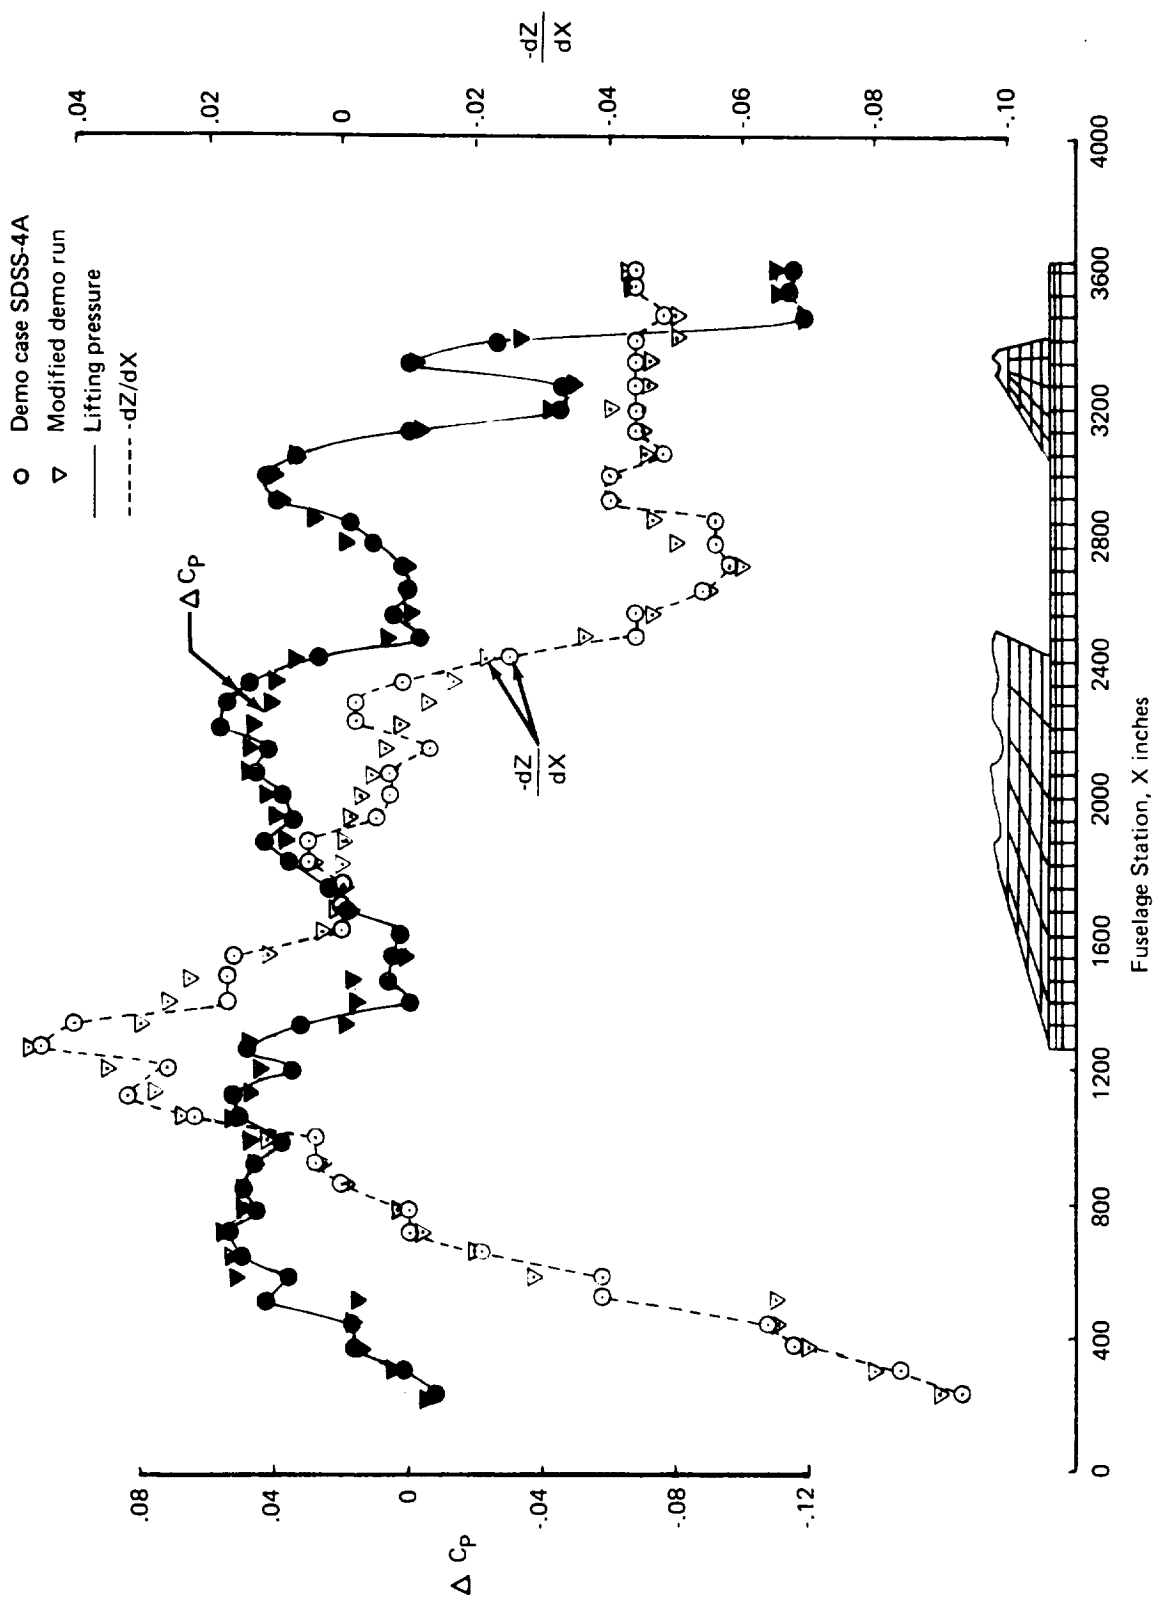 Demo case SDSS-4A
Modified demo run
Lifting pressure
-dZ/dX
Δ Cp
.08
.04
0
-.04
-.08
-.12
Δ Cp
-dZ
dX
-dZ
dX
.04
.02
0
-.02
-.04
-.06
-.08
-.10
0
400
800
1200
1600
2000
2400
2800
3200
3600
4000
Fuselage Station, X inches